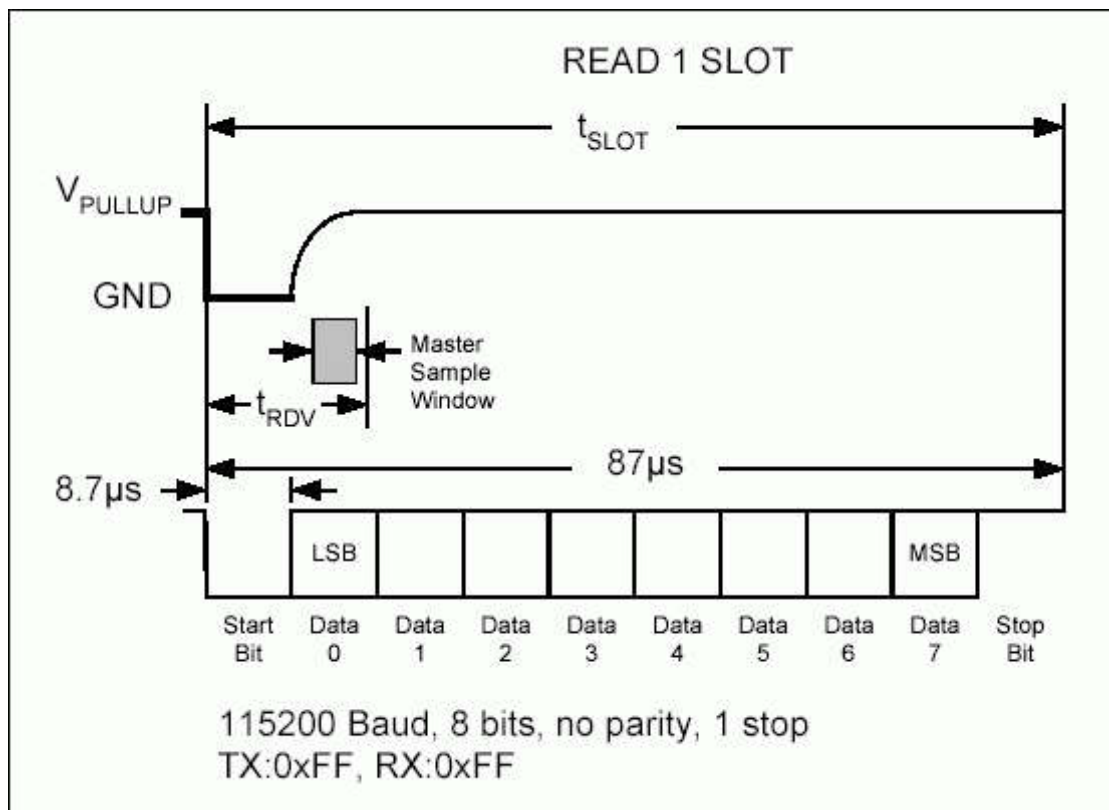 READ 1 SLOT
tSLOT
VPULLUP
GND
Master
Sample
Window
tRDV
87µs
8.7µs
LSB
MSB
Start Bit
Data 0
Data 1
Data 2
Data 3
Data 4
Data 5
Data 6
Data 7
Stop Bit
115200 Baud, 8 bits, no parity, 1 stop
TX:0xFF, RX:0xFF